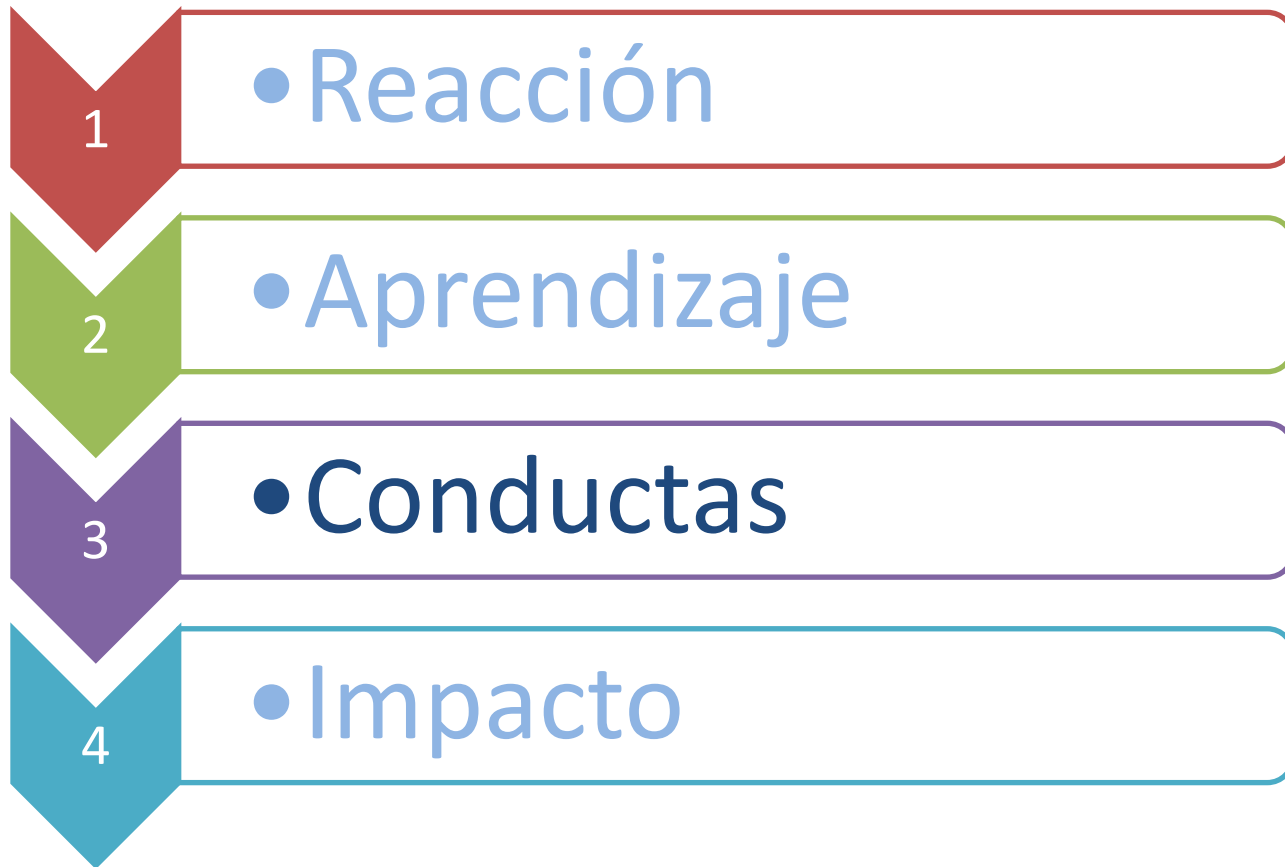 1 •Reacción
2 •Aprendizaje
3 •Conductas
4 •Impacto